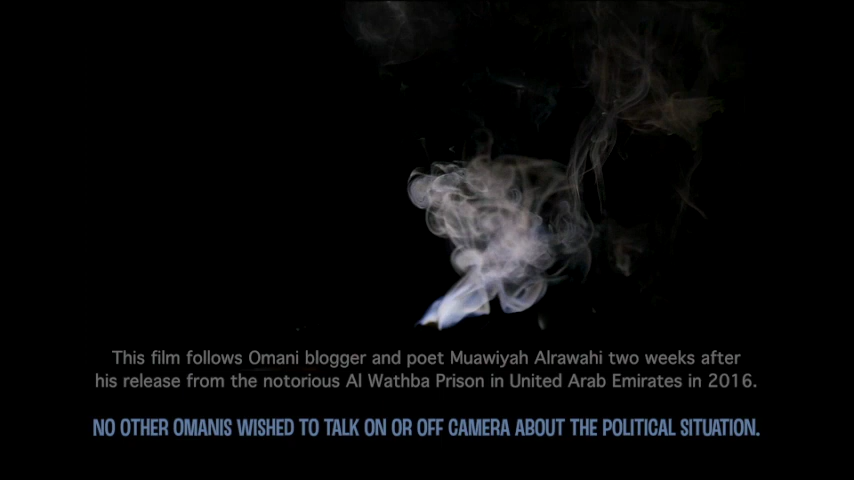 This film follows Omani blogger and poet Muawiyah Alrawahi two weeks after
his release from the notorious Al Wathba Prison in United Arab Emirates in 2016.
NO OTHER OMANIS WISHED TO TALK ON OR OFF CAMERA ABOUT THE POLITICAL SITUATION.